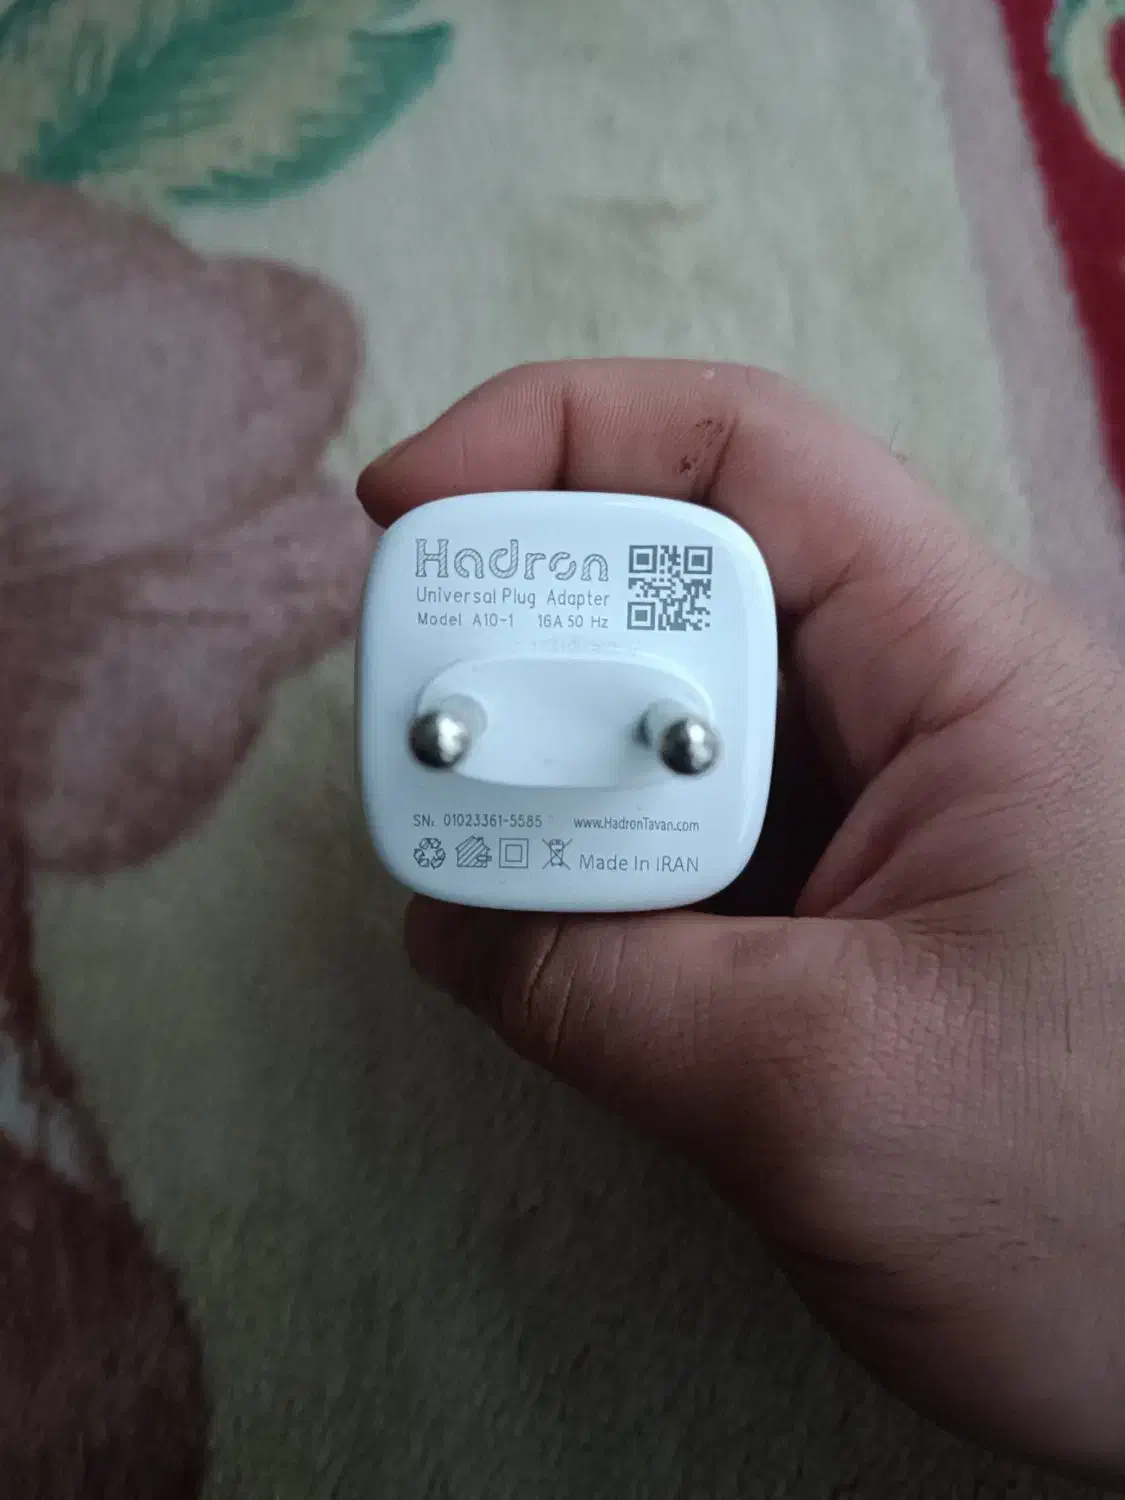 Hadron
Universal Plug Adapter
Model A10-1 16A 50 Hz
SN: 01023361-5585 www.HadronTavan.com
Made In IRAN